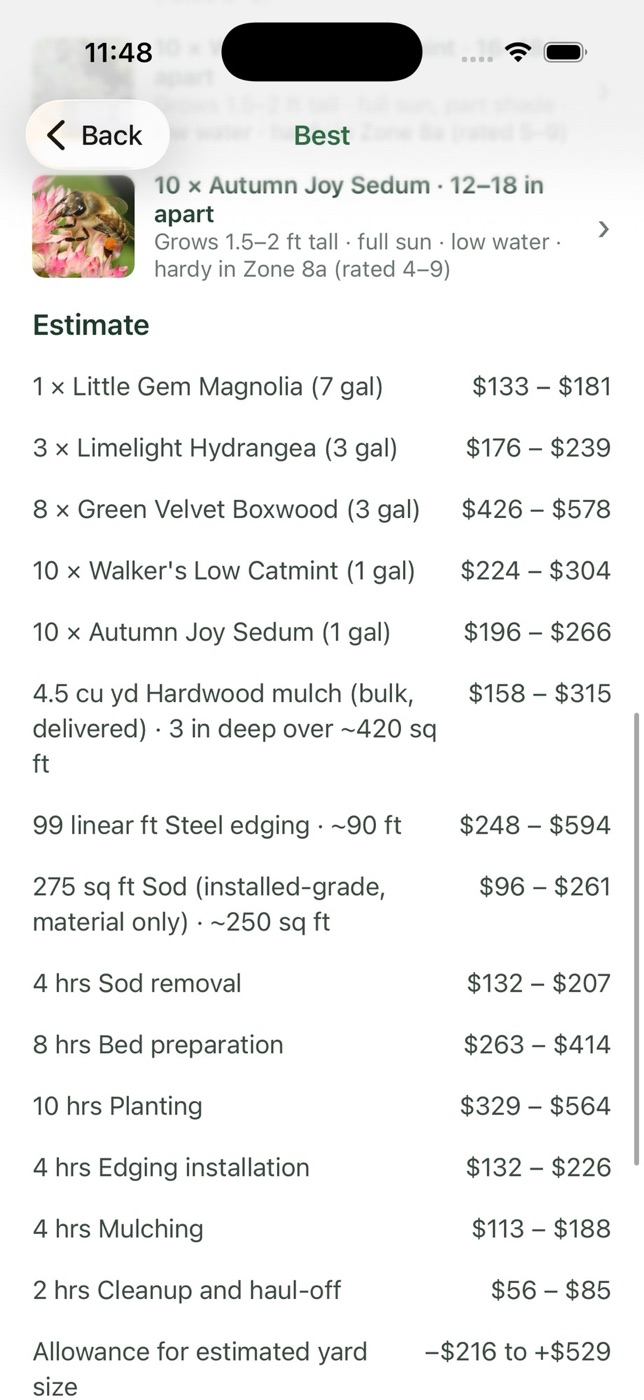 11:48
Back
Best
10 × Autumn Joy Sedum · 12–18 in
apart
Grows 1.5–2 ft tall · full sun · low water ·
hardy in Zone 8a (rated 4–9)
Estimate
1 × Little Gem Magnolia (7 gal) $133 – $181
3 × Limelight Hydrangea (3 gal) $176 – $239
8 × Green Velvet Boxwood (3 gal) $426 – $578
10 × Walker's Low Catmint (1 gal) $224 – $304
10 × Autumn Joy Sedum (1 gal) $196 – $266
4.5 cu yd Hardwood mulch (bulk, $158 – $315
delivered) · 3 in deep over ~420 sq
ft
99 linear ft Steel edging · ~90 ft $248 – $594
275 sq ft Sod (installed-grade, $96 – $261
material only) · ~250 sq ft
4 hrs Sod removal $132 – $207
8 hrs Bed preparation $263 – $414
10 hrs Planting $329 – $564
4 hrs Edging installation $132 – $226
4 hrs Mulching $113 – $188
2 hrs Cleanup and haul-off $56 – $85
Allowance for estimated yard −$216 to +$529
size